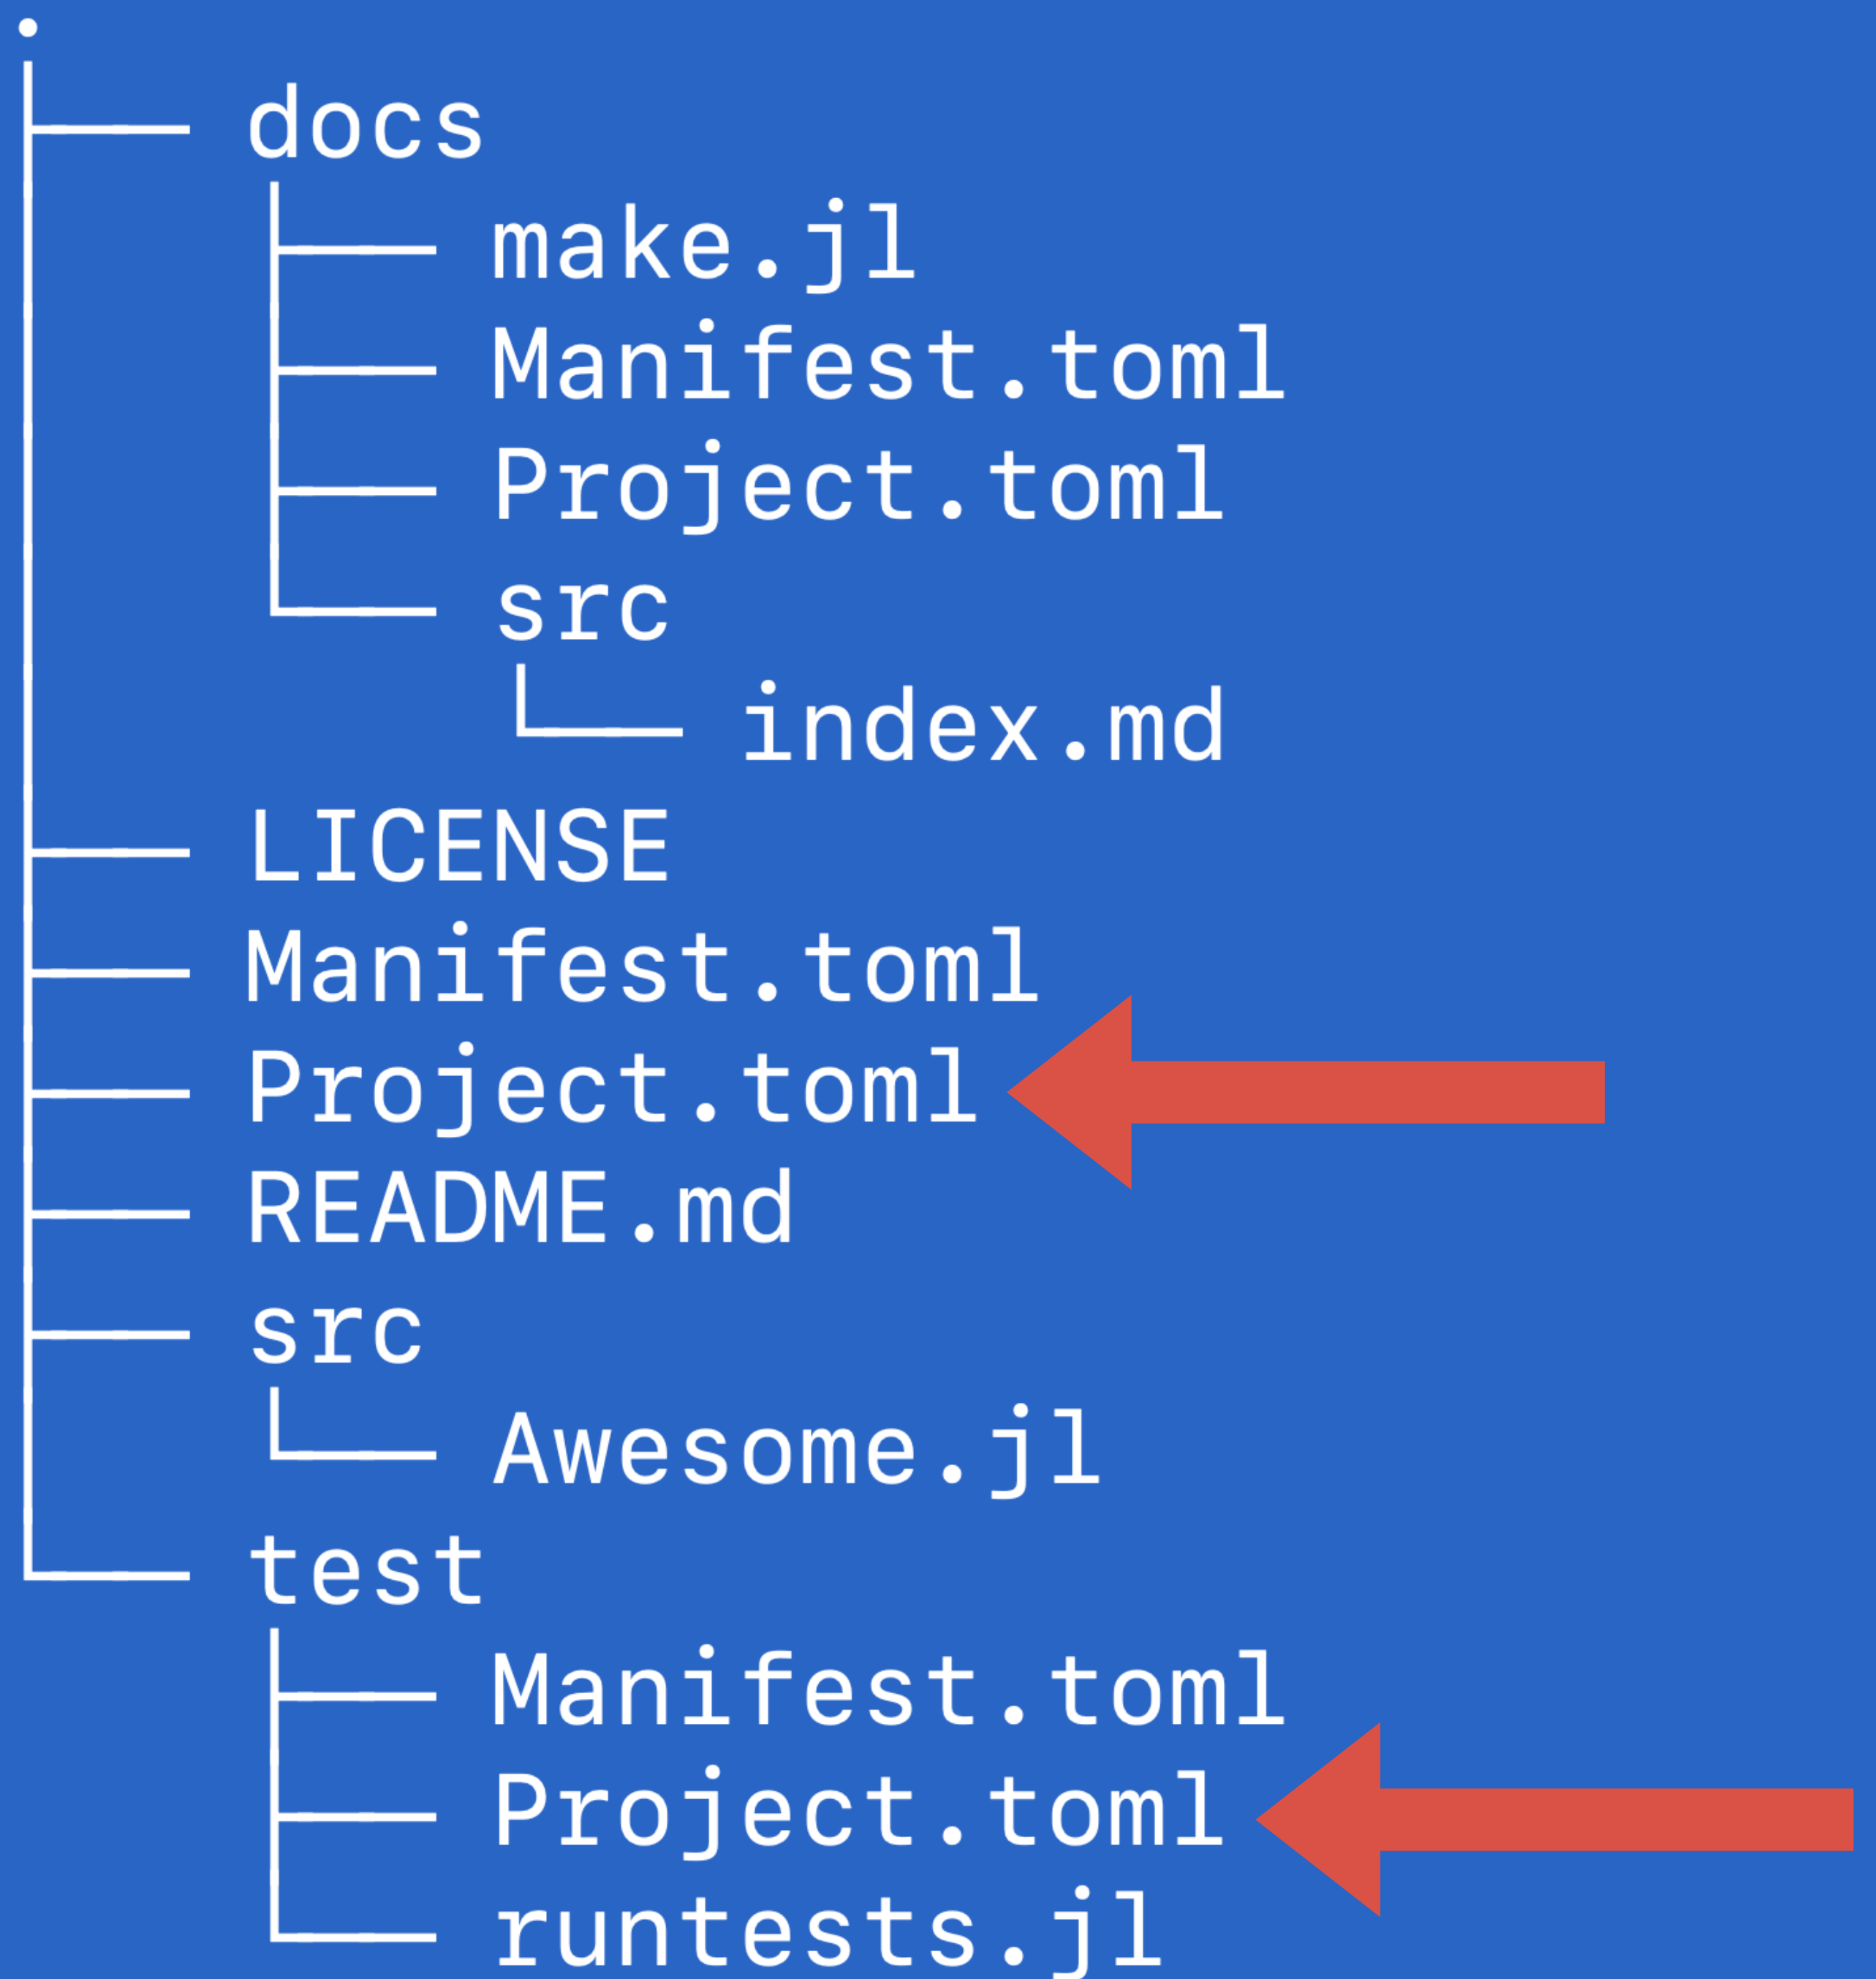 .
├── docs
│   ├── make.jl
│   ├── Manifest.toml
│   ├── Project.toml
│   └── src
│       └── index.md
├── LICENSE
├── Manifest.toml
├── Project.toml
├── README.md
├── src
│   └── Awesome.jl
└── test
    ├── Manifest.toml
    ├── Project.toml
    └── runtests.jl